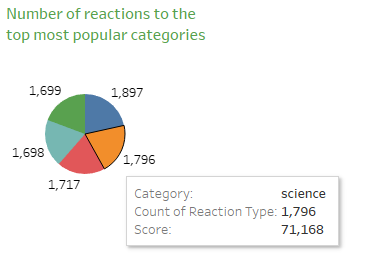 Number of reactions to the
top most popular categories
1,699
1,897
1,698
1,796
1,717
Category: science
Count of Reaction Type: 1,796
Score: 71,168